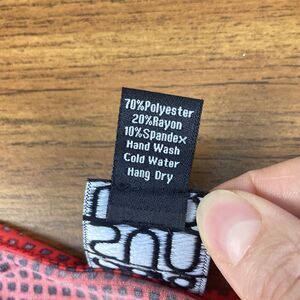 70%Polyester
20%Rayon
10%Spandex
Hand Wash
Cold Water
Hang Dry